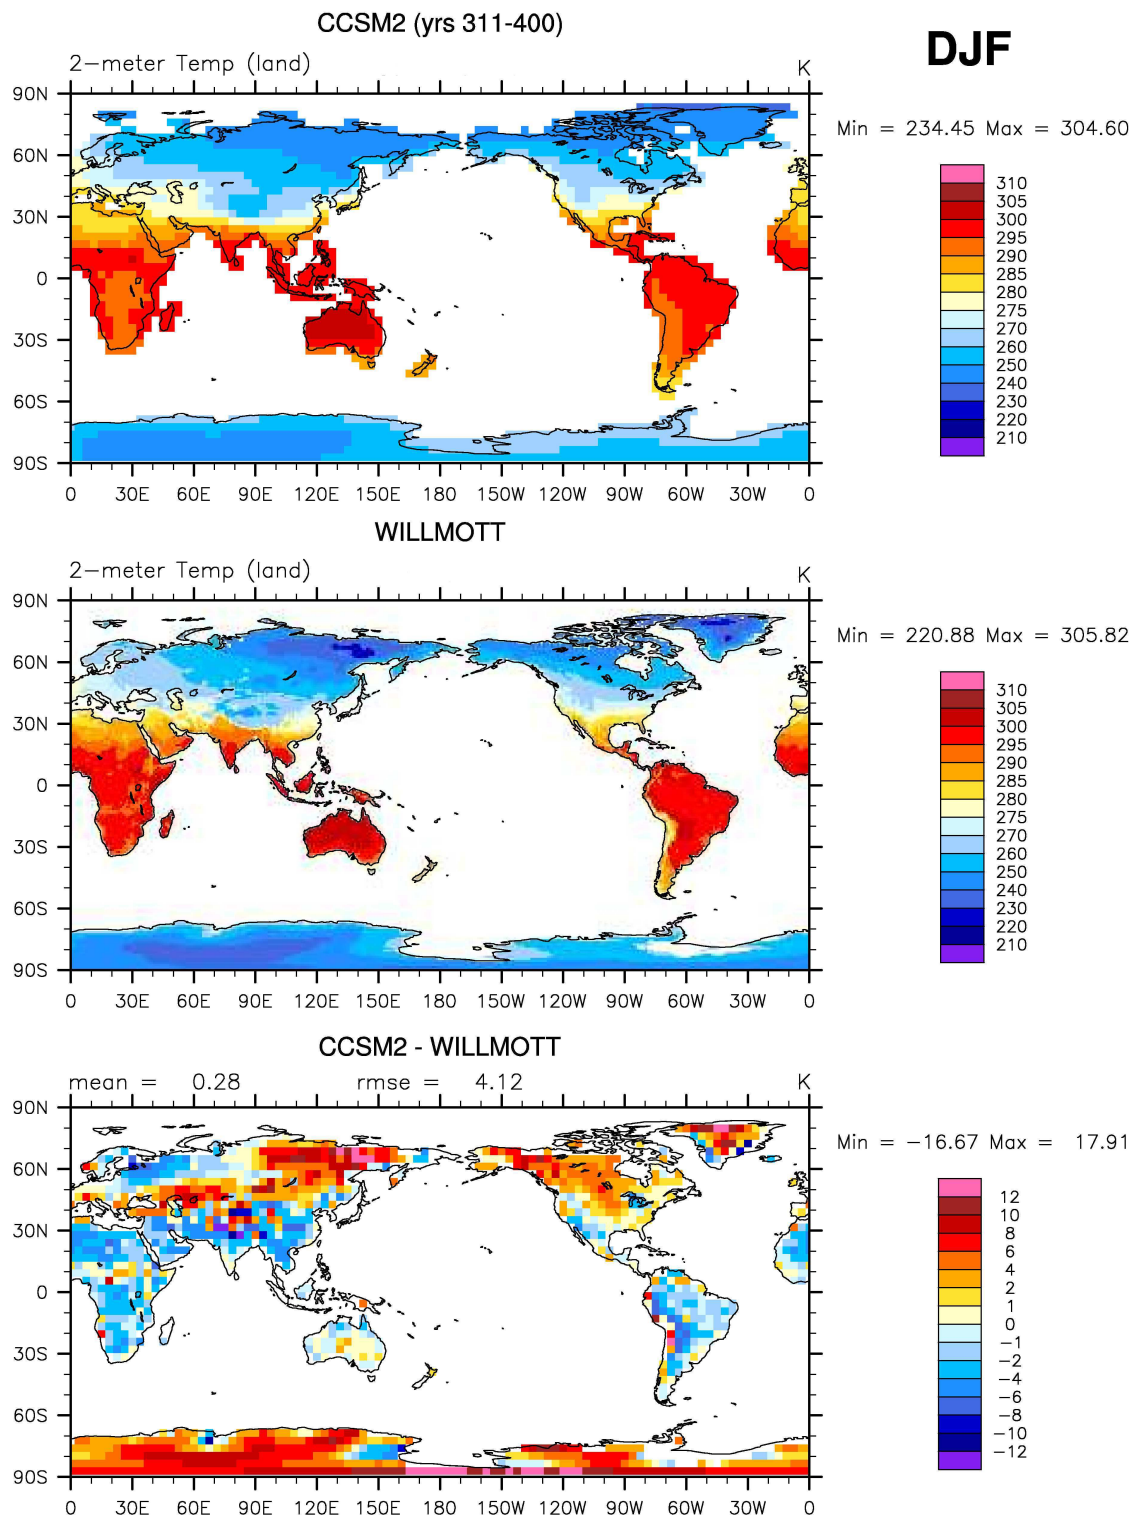 CCSM2 (yrs 311-400)
DJF
2-meter Temp (land) K
Min = 234.45 Max = 304.60
90N
60N
30N
0
30S
60S
90S
0 30E 60E 90E 120E 150E 180 150W 120W 90W 60W 30W 0
310
305
300
295
290
285
280
275
270
260
250
240
230
220
210
WILLMOTT
2-meter Temp (land) K
Min = 220.88 Max = 305.82
90N
60N
30N
0
30S
60S
90S
0 30E 60E 90E 120E 150E 180 150W 120W 90W 60W 30W 0
310
305
300
295
290
285
280
275
270
260
250
240
230
220
210
CCSM2 - WILLMOTT
mean = 0.28 rmse = 4.12 K
Min = -16.67 Max = 17.91
90N
60N
30N
0
30S
60S
90S
0 30E 60E 90E 120E 150E 180 150W 120W 90W 60W 30W 0
12
10
8
6
4
2
1
0
-1
-2
-4
-6
-8
-10
-12